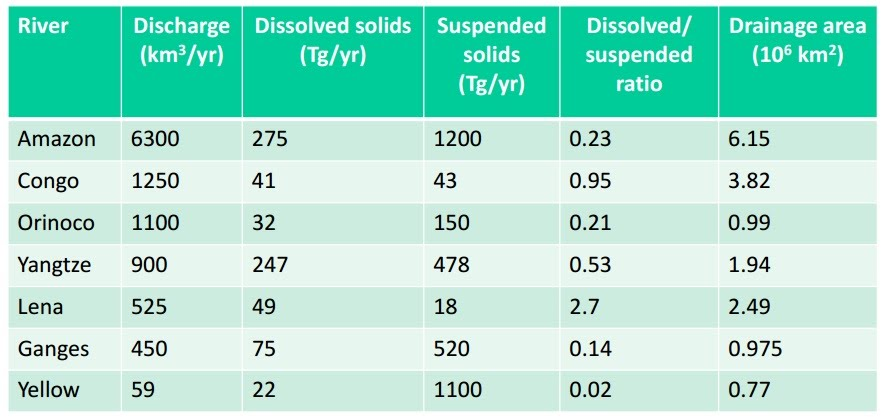 River Discharge (km³/yr) Dissolved solids (Tg/yr) Suspended solids (Tg/yr) Dissolved/ suspended ratio Drainage area (10⁶ km²)
Amazon 6300 275 1200 0.23 6.15
Congo 1250 41 43 0.95 3.82
Orinoco 1100 32 150 0.21 0.99
Yangtze 900 247 478 0.53 1.94
Lena 525 49 18 2.7 2.49
Ganges 450 75 520 0.14 0.975
Yellow 59 22 1100 0.02 0.77